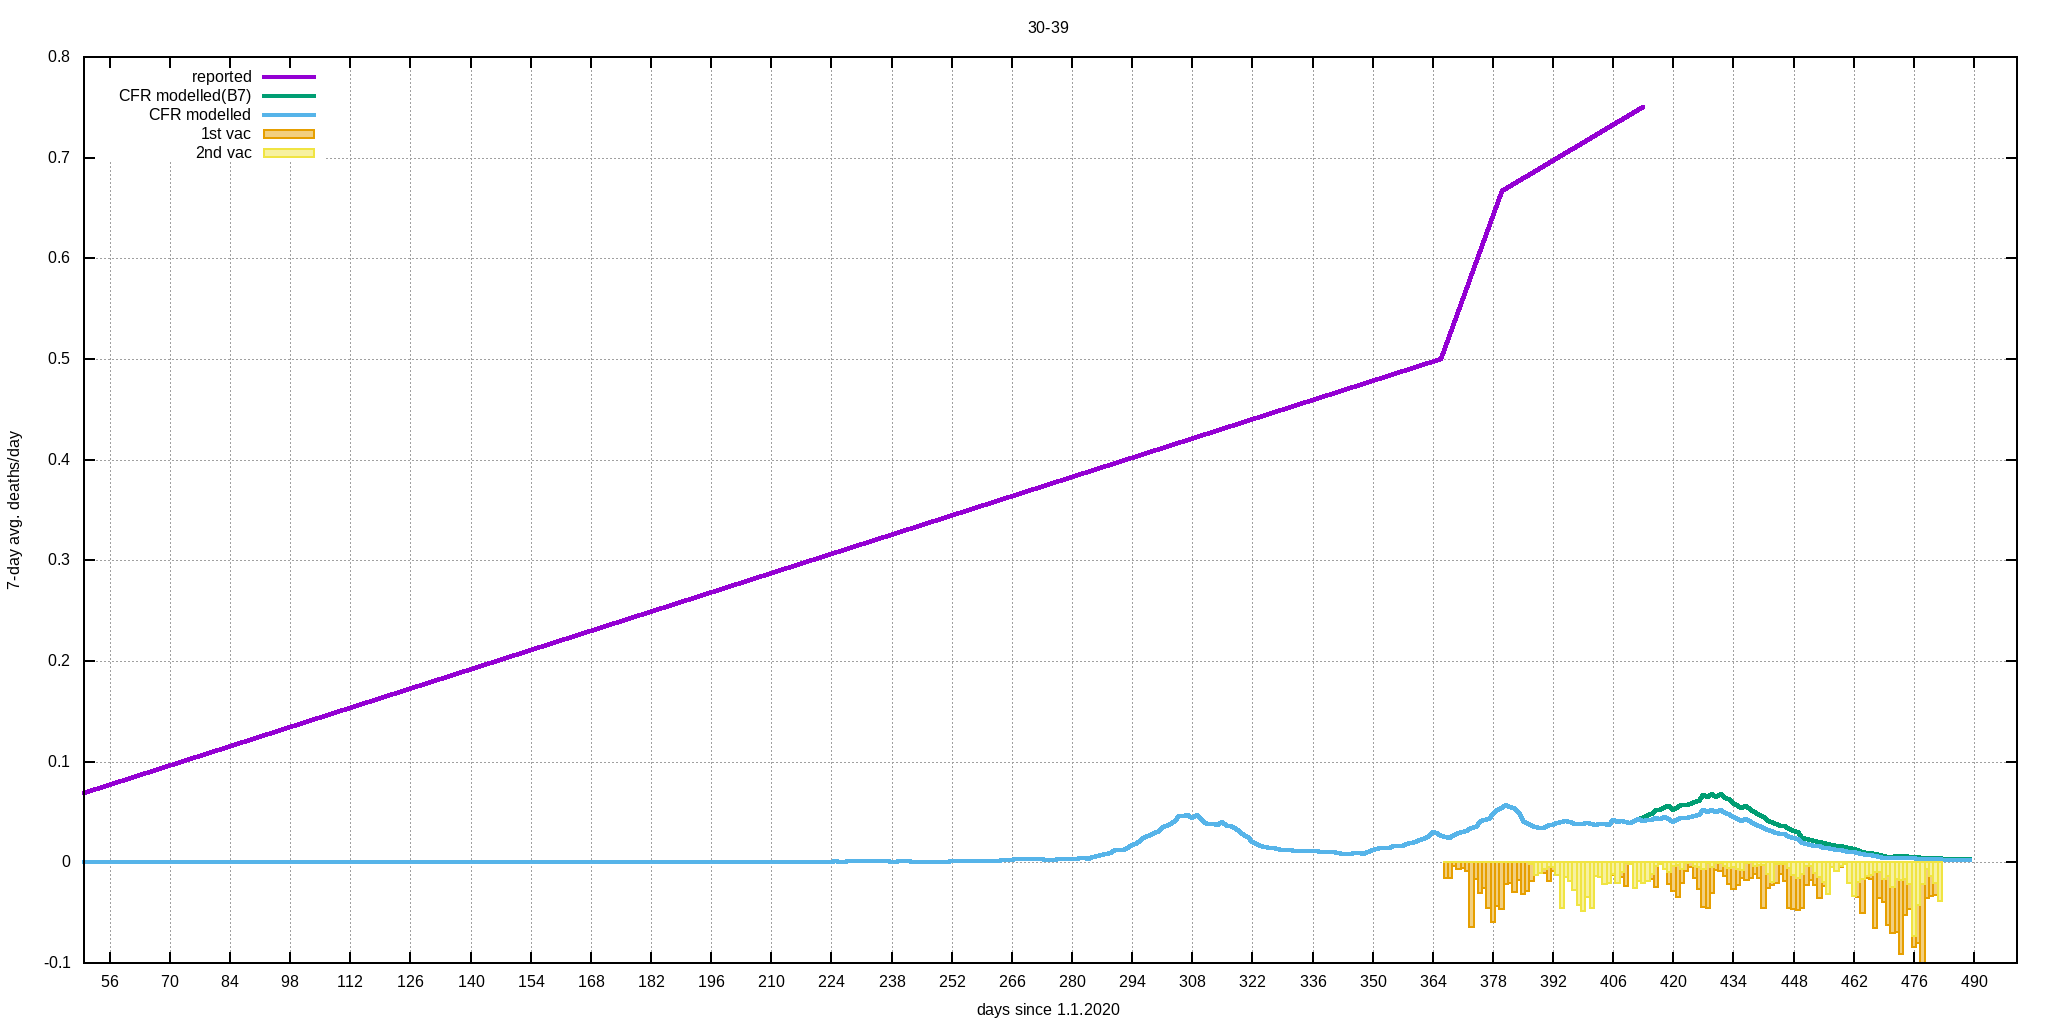 30-39
0.8
0.7
0.6
0.5
0.4
0.3
0.2
0.1
0
-0.1
7-day avg. deaths/day
reported
CFR modelled(B7)
CFR modelled
1st vac
2nd vac
56 70 84 98 112 126 140 154 168 182 196 210 224 238 252 266 280 294 308 322 336 350 364 378 392 406 420 434 448 462 476 490
days since 1.1.2020